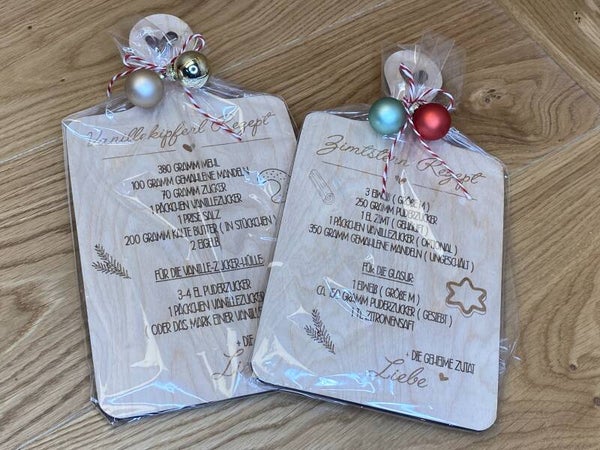 Vanillekipferl Rezept
380 GRAMM MEHL
100 GRAMM GEMAHLENE MANDELN
70 GRAMM ZUCKER
1 PÄCKCHEN VANILLEZUCKER
1 PRISE SALZ
200 GRAMM KALTE BUTTER ( IN STÜCKCHEN )
2 EIGELB
FÜR DIE VANILLE-ZUCKER-HÜLLE:
3-4 EL PUDERZUCKER
1 PÄCKCHEN VANILLEZUCKER
( ODER DAS MARK EINER VANILLE
+ DIE
Lie
Zimtstern Rezept
3 EIWEIß ( GRÖßE M )
250 GRAMM PUDERZUCKER
1 EL ZIMT ( GEHÄUFT )
1 PÄCKCHEN VANILLEZUCKER ( OPTIONAL )
350 GRAMM GEMAHLENE MANDELN ( UNGESCHÄLT )
FÜR DIE GLASUR:
1 EIWEIß ( GRÖßE M )
CA. 50 GRAMM PUDERZUCKER ( GESIEBT )
1 TL ZITRONENSAFT
+ DIE GEHEIME ZUTAT
Liebe